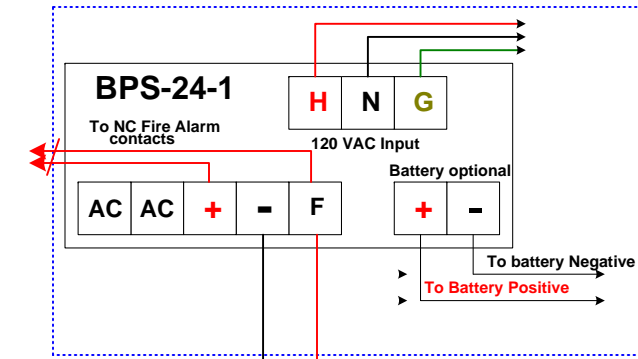 BPS-24-1
H N G
To NC Fire Alarm
contacts
120 VAC Input
Battery optional
AC AC + - F
+ -
To battery Negative
To Battery Positive